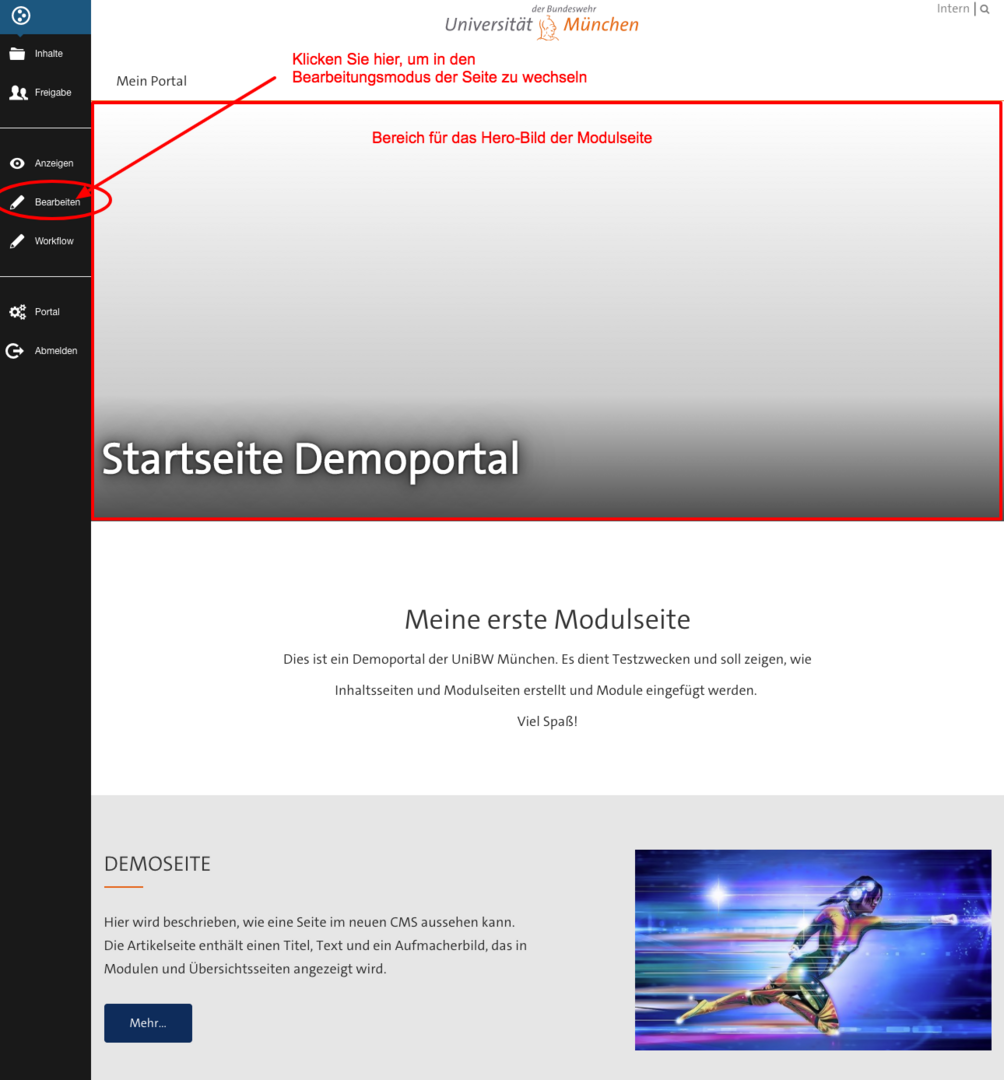 der Bundeswehr
Universität München
Intern | 
Inhalte
Freigabe
Anzeigen
Bearbeiten
Workflow
Portal
Abmelden
Klicken Sie hier, um in den
Bearbeitungsmodus der Seite zu wechseln
Mein Portal
Bereich für das Hero-Bild der Modulseite
Startseite Demoportal
Meine erste Modulseite
Dies ist ein Demoportal der UniBW München. Es dient Testzwecken und soll zeigen, wie
Inhaltsseiten und Modulseiten erstellt und Module eingefügt werden.
Viel Spaß!
DEMOSEITE
Hier wird beschrieben, wie eine Seite im neuen CMS aussehen kann.
Die Artikelseite enthält einen Titel, Text und ein Aufmacherbild, das in
Modulen und Übersichtsseiten angezeigt wird.
Mehr...